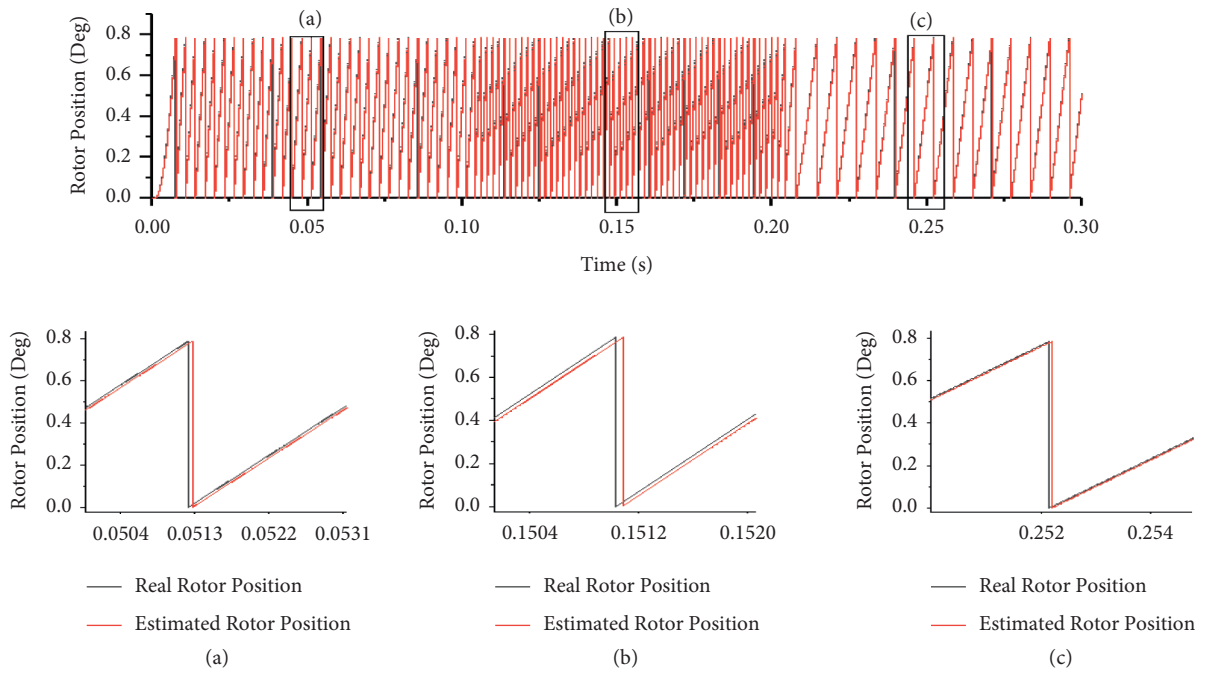 (a) (b) (c)
Rotor Position (Deg)
0.8
0.6
0.4
0.2
0.0
0.00 0.05 0.10 0.15 0.20 0.25 0.30
Time (s)
Rotor Position (Deg)
0.8
0.6
0.4
0.2
0.0
0.0504 0.0513 0.0522 0.0531
Real Rotor Position
Estimated Rotor Position
(a)
Rotor Position (Deg)
0.8
0.6
0.4
0.2
0.0
0.1504 0.1512 0.1520
Real Rotor Position
Estimated Rotor Position
(b)
Rotor Position (Deg)
0.8
0.6
0.4
0.2
0.0
0.252 0.254
Real Rotor Position
Estimated Rotor Position
(c)